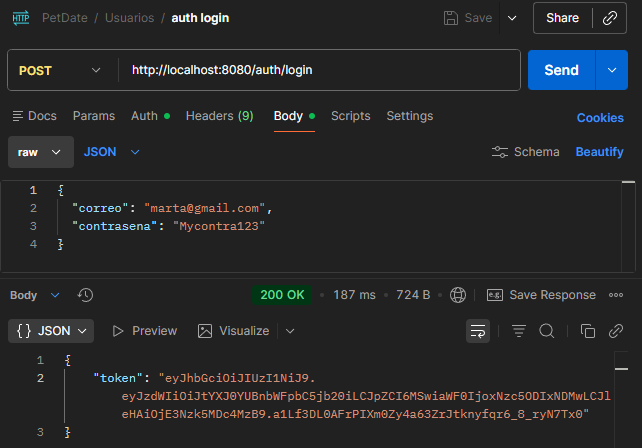 HTTP PetDate / Usuarios / auth login Save Share
POST http://localhost:8080/auth/login Send
Docs Params Auth Headers (9) Body Scripts Settings Cookies
raw JSON Schema Beautify
1 {
2 "correo": "marta@gmail.com",
3 "contrasena": "Mycontra123"
4 }
Body 200 OK 187 ms 724 B e.g. Save Response
{} JSON Preview Visualize
1 {
2 "token": "eyJhbGciOiJIUzI1NiJ9.
eyJzdWIiOiJtYXJ0YUBnbWFpbC5jb20iLCJpZCI6MSwiaWF0IjoxNzc5ODIxNDMwLCJl
eHAiOjE3Nzk5MDc4MzB9.a1Lf3DL0AFrPIXm0Zy4a63ZrJtknyfqr6_8_ryN7Tx0"
3 }